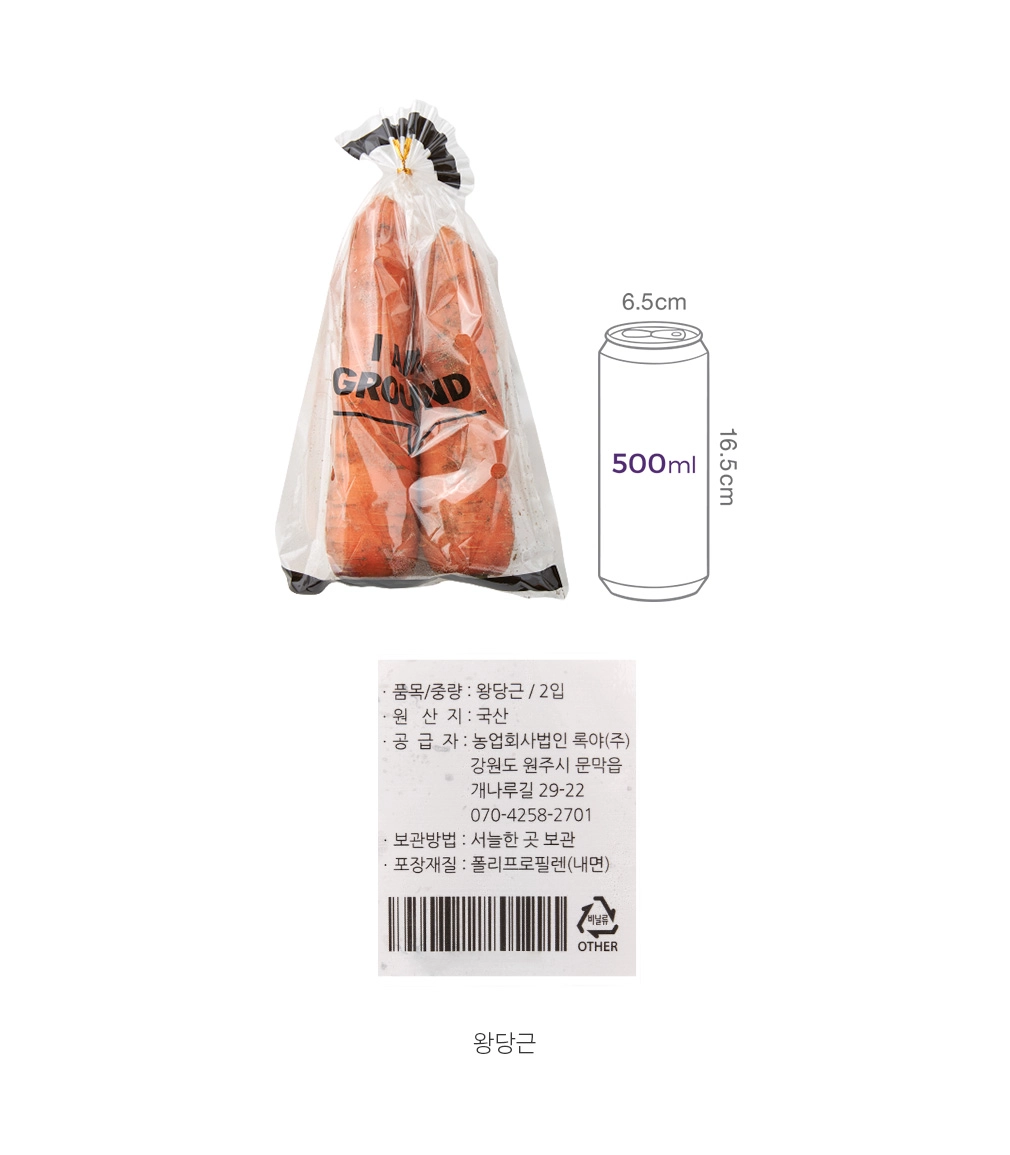 I AM
GROUND
6.5cm
500ml
16.5cm
· 품목/중량 : 왕당근 / 2입
· 원 산 지 : 국산
· 공 급 자 : 농업회사법인 록야(주)
강원도 원주시 문막읍
개나루길 29-22
070-4258-2701
· 보관방법 : 서늘한 곳 보관
· 포장재질 : 폴리프로필렌(내면)
비닐류
OTHER
왕당근